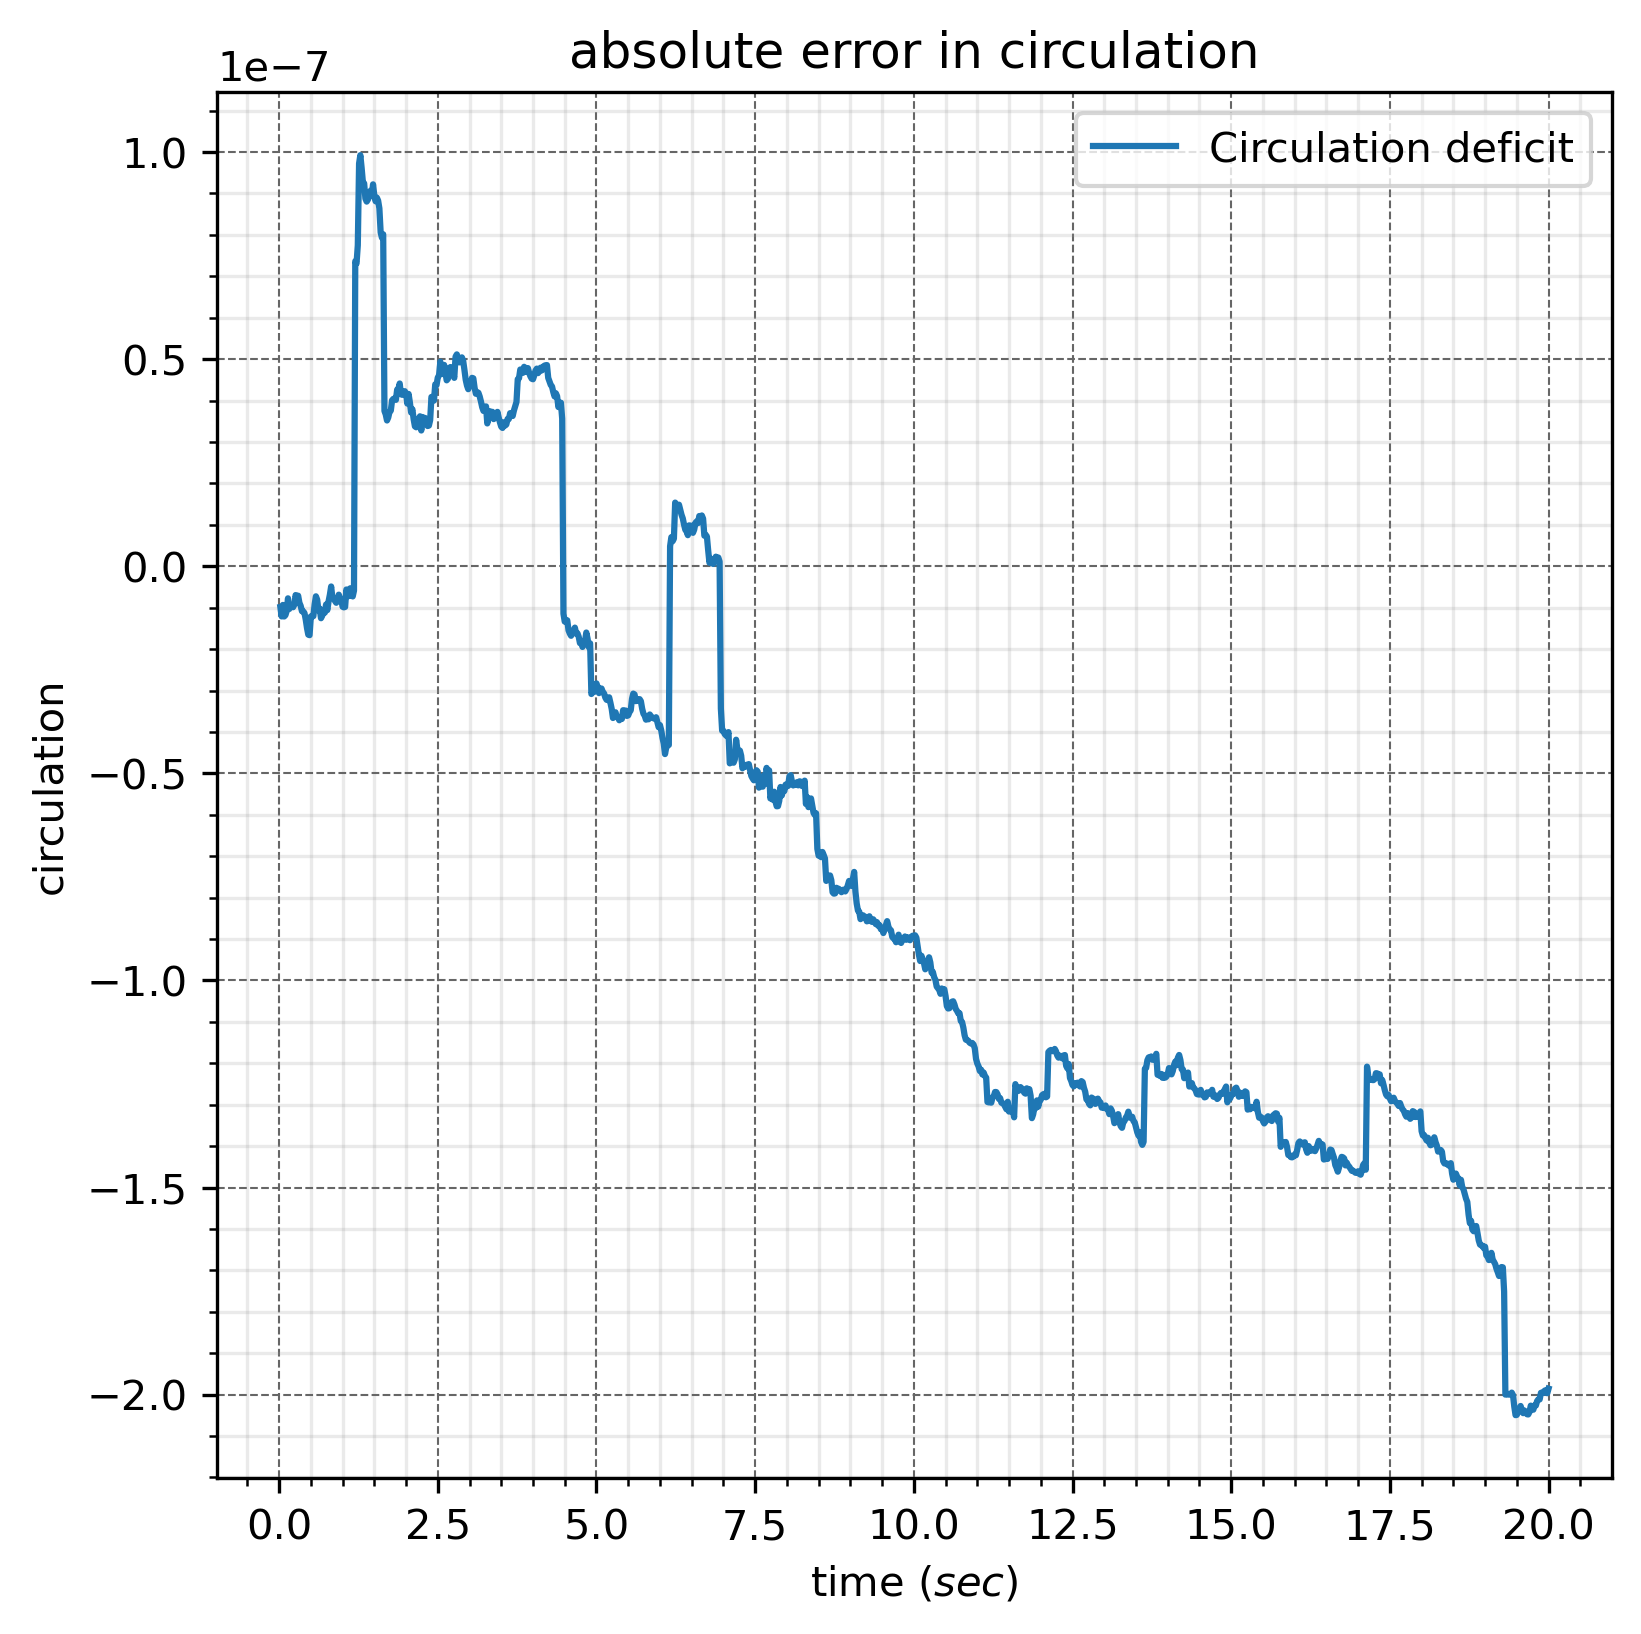 absolute error in circulation
1e−7
Circulation deficit
1.0
0.5
0.0
−0.5
−1.0
−1.5
−2.0
circulation
0.0 2.5 5.0 7.5 10.0 12.5 15.0 17.5 20.0
time (sec)